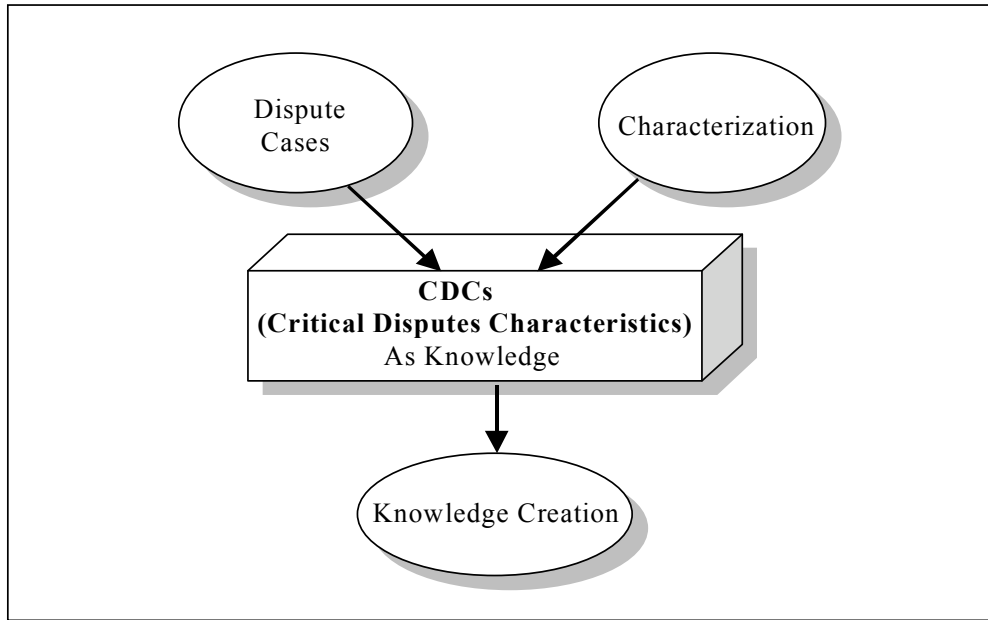 Dispute
Cases
Characterization
CDCs
(Critical Disputes Characteristics)
As Knowledge
Knowledge Creation